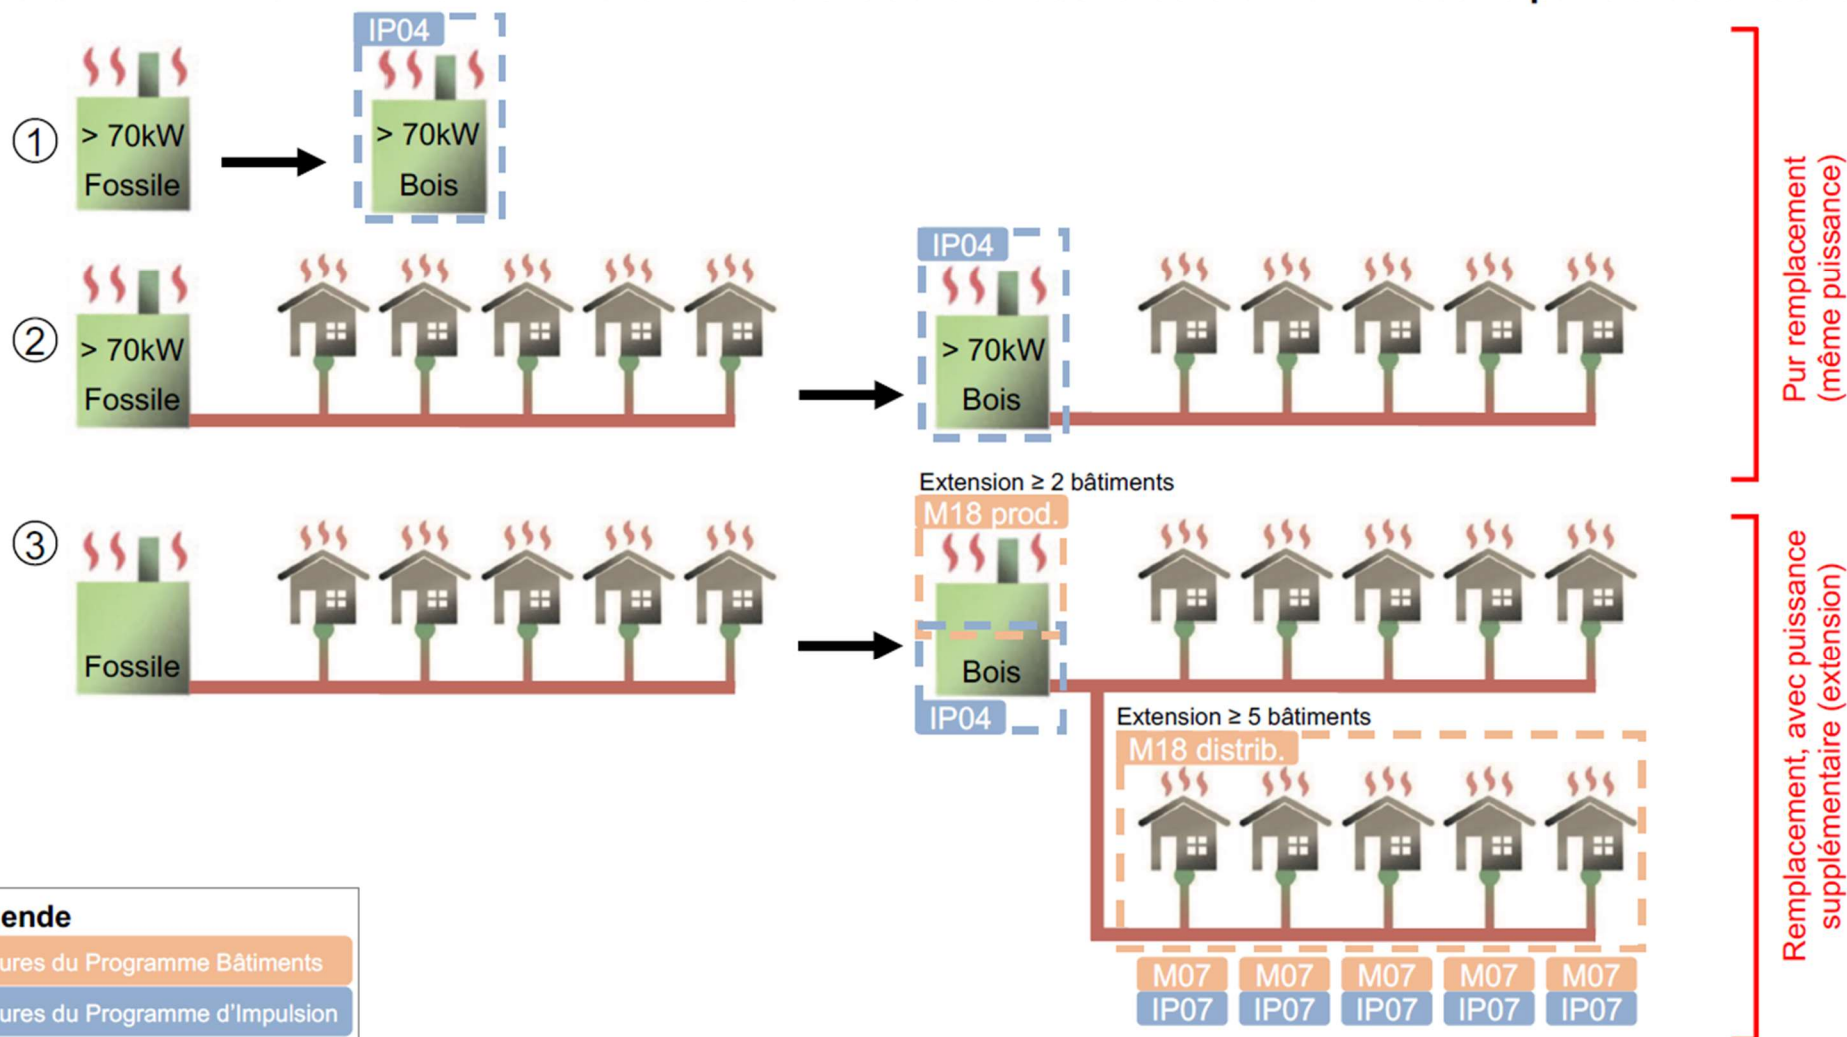 IP04
①
> 70kW
Fossile
> 70kW
Bois
②
> 70kW
Fossile
IP04
> 70kW
Bois
Pur remplacement
(même puissance)
③
Fossile
Extension ≥ 2 bâtiments
M18 prod.
Bois
IP04
Extension ≥ 5 bâtiments
M18 distrib.
M07 M07 M07 M07 M07
IP07 IP07 IP07 IP07 IP07
Remplacement, avec puissance
supplémentaire (extension)
ende
ures du Programme Bâtiments
ures du Programme d'Impulsion